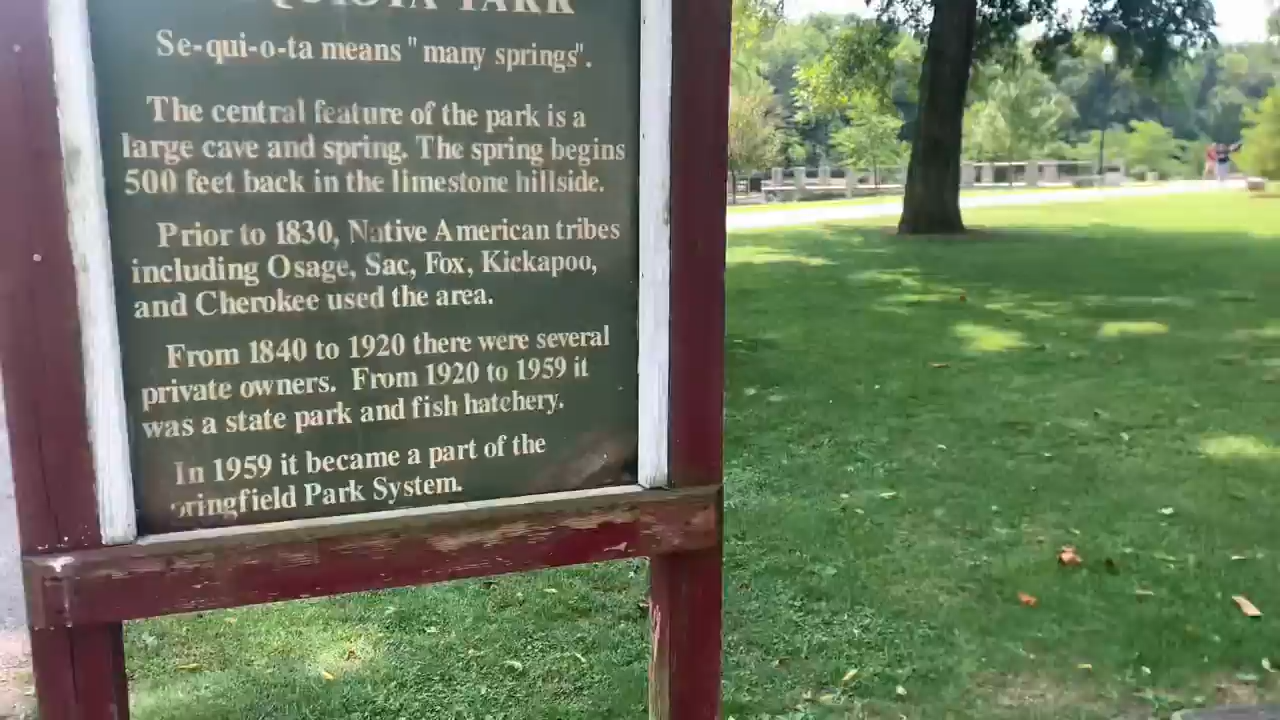 PARK
Se-qui-o-ta means "many springs".
The central feature of the park is a
large cave and spring. The spring begins
500 feet back in the limestone hillside.
Prior to 1830, Native American tribes
including Osage, Sac, Fox, Kickapoo,
and Cherokee used the area.
From 1840 to 1920 there were several
private owners. From 1920 to 1959 it
was a state park and fish hatchery.
In 1959 it became a part of the
pringfield Park System.